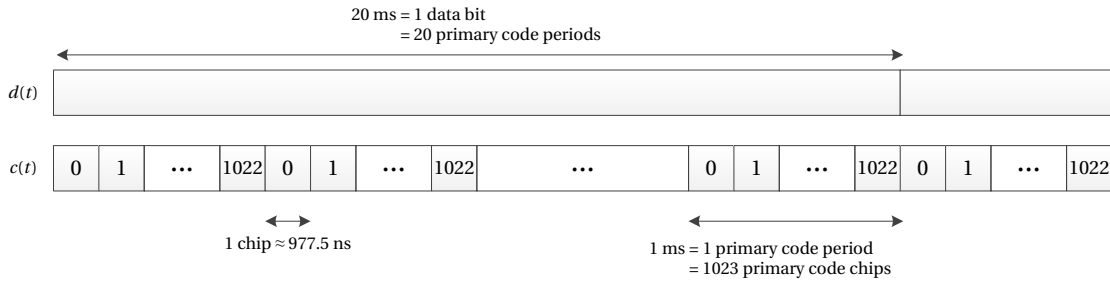 20 ms = 1 data bit
= 20 primary code periods
d(t)
c(t) 0 1 ... 1022 0 1 ... 1022 ... 0 1 ... 1022 0 1 ... 1022
1 chip ≈ 977.5 ns
1 ms = 1 primary code period
= 1023 primary code chips